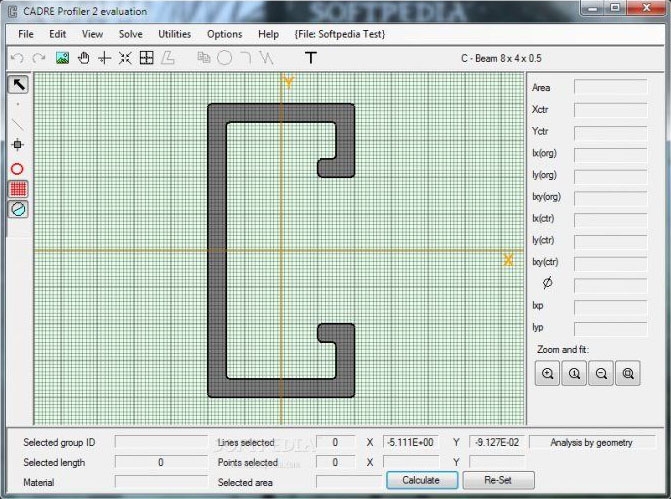 CADRE Profiler 2 evaluation
SOFTPEDIA
File Edit View Solve Utilities Options Help {File: Softpedia Test}
T C - Beam 8 x 4 x 0.5
Y
X
Area
Xctr
Yctr
Ix(org)
Iy(org)
Ixy(org)
Ix(ctr)
Iy(ctr)
Ixy(ctr)
Ixp
Iyp
Zoom and fit:
Selected group ID Lines selected 0 X -5.111E+00 Y -9.127E-02 Analysis by geometry
SOFTPEDIA
Selected length 0 Points selected 0 X Y
Material Selected area Calculate Re-Set